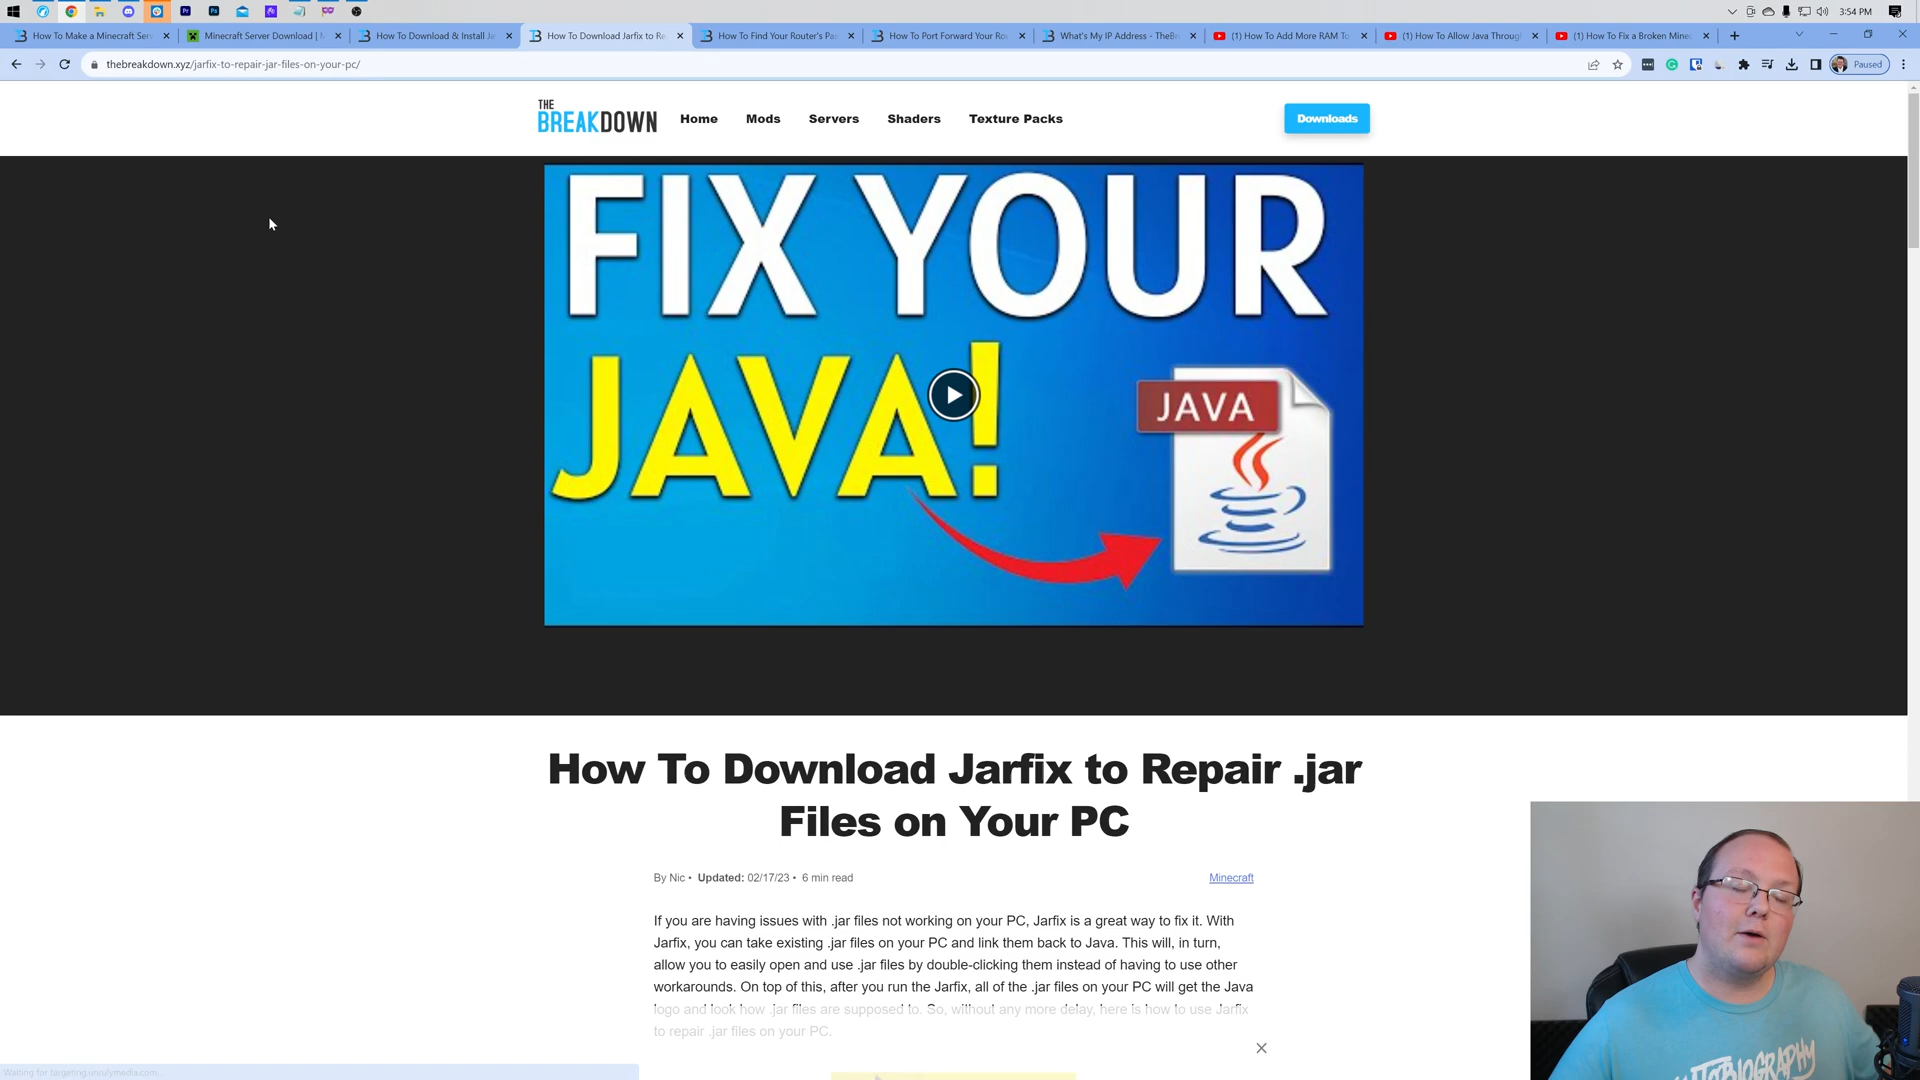 3:54 PM
How To Make a Minecraft Serv
Minecraft Server Download | M
How To Download & Install Ja
How To Download Jarfix to Re
How To Find Your Router's Pa
How To Port Forward Your Ro
What's My IP Address - TheBr
(1) How To Add More RAM To
(1) How To Allow Java Throug
(1) How To Fix a Broken Mine
thebreakdown.xyz/jarfix-to-repair-jar-files-on-your-pc/
Paused
THE
BREAKDOWN
Home
Mods
Servers
Shaders
Texture Packs
Downloads
FIX YOUR
JAVA!
JAVA
How To Download Jarfix to Repair .jar
Files on Your PC
By Nic • Updated: 02/17/23 • 6 min read
Minecraft
If you are having issues with .jar files not working on your PC, Jarfix is a great way to fix it. With
Jarfix, you can take existing .jar files on your PC and link them back to Java. This will, in turn,
allow you to easily open and use .jar files by double-clicking them instead of having to use other
workarounds. On top of this, after you run the Jarfix, all of the .jar files on your PC will get the Java
logo and look how .jar files are supposed to. So, without any more delay, here is how to use Jarfix
to repair .jar files on your PC.
Waiting for targeting.unrulymedia.com...